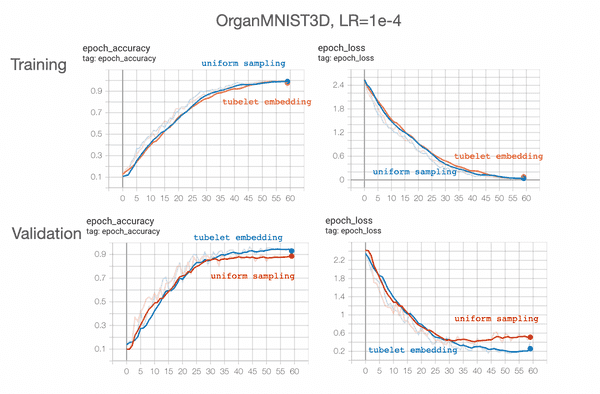 OrganMNIST3D, LR=1e-4
Training
epoch_accuracy
tag: epoch_accuracy
uniform sampling
tubelet embedding
0.9
0.7
0.5
0.3
0.1
0 5 10 15 20 25 30 35 40 45 50 55 60
epoch_loss
tag: epoch_loss
2.4
1.8
1.2
0.6
0
tubelet embedding
uniform sampling
0 5 10 15 20 25 30 35 40 45 50 55 60
Validation
epoch_accuracy
tag: epoch_accuracy
tubelet embedding
uniform sampling
0.9
0.7
0.5
0.3
0.1
0 5 10 15 20 25 30 35 40 45 50 55 60
epoch_loss
tag: epoch_loss
2.2
1.8
1.4
1
0.6
0.2
uniform sampling
tubelet embedding
0 5 10 15 20 25 30 35 40 45 50 55 60